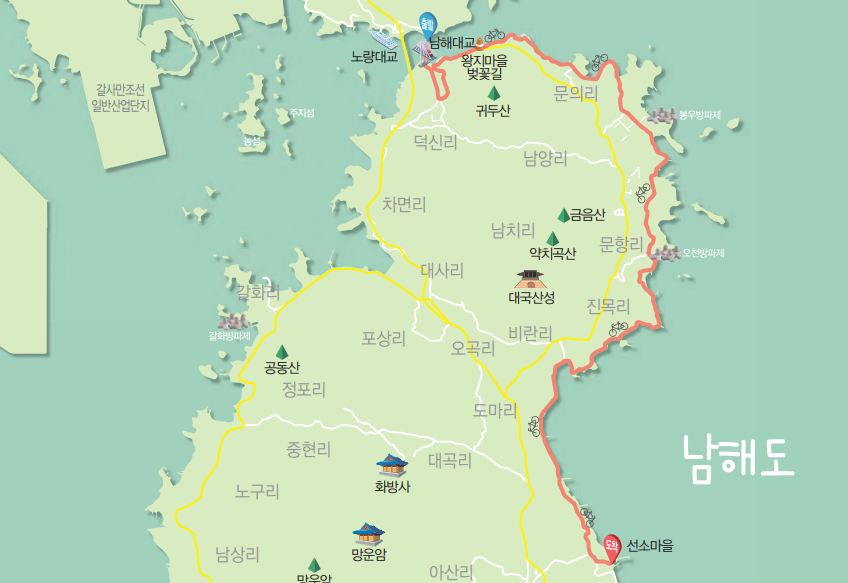 출발
남해대교
노량대교
왕지마을
벚꽃길
갈사만조선
일반산업단지
문의리
귀두산
주지섬
봉우방파제
농섬
덕신리
남양리
차면리
금음산
남치리
문항리
약치곡산
오천방파제
대사리
대국산성
갈화리
진목리
갈화방파제
포상리
비란리
오곡리
공동산
정포리
도마리
남해도
중현리
대곡리
화방사
노구리
도착
선소마을
남상리
망운암
아산리